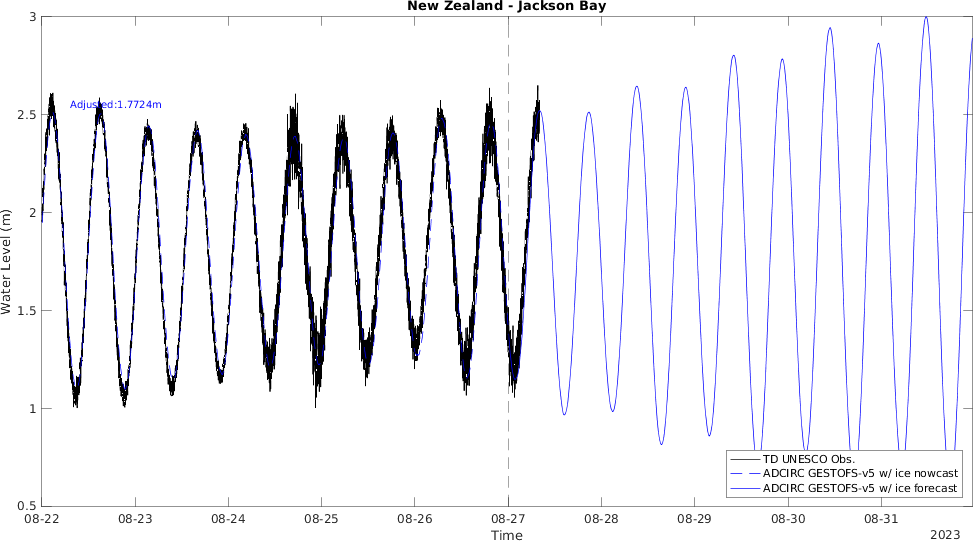 New Zealand - Jackson Bay
3
Adjusted:1.7724m
2.5
2
Water Level (m)
1.5
1
TD UNESCO Obs.
ADCIRC GESTOFS-v5 w/ ice nowcast
ADCIRC GESTOFS-v5 w/ ice forecast
0.5
08-22 08-23 08-24 08-25 08-26 08-27 08-28 08-29 08-30 08-31
Time
2023